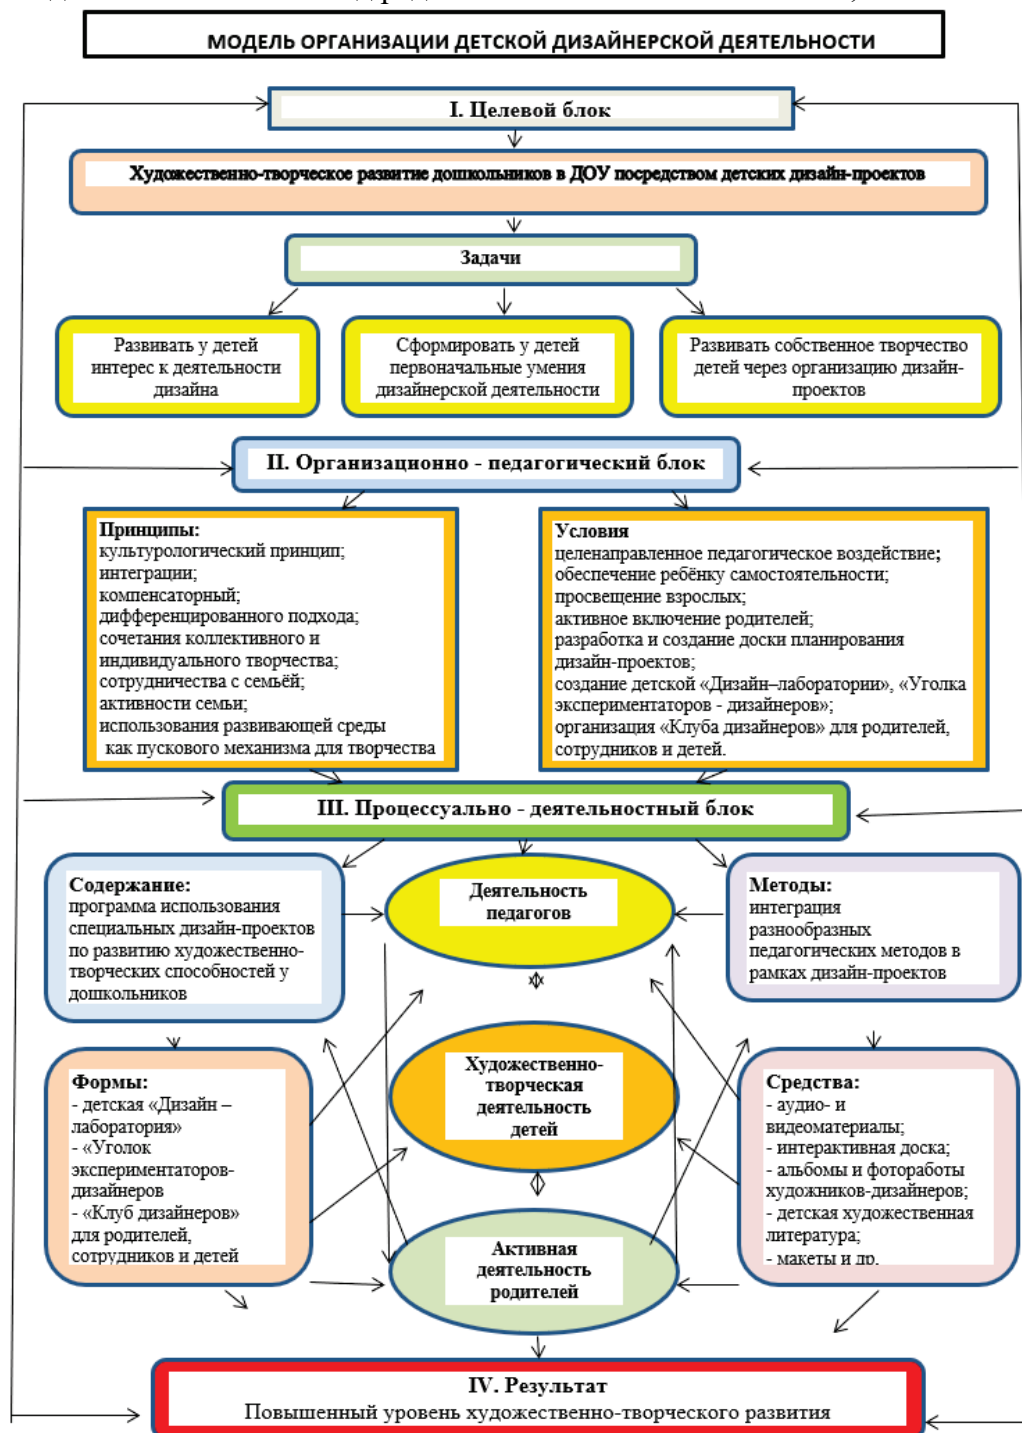 МОДЕЛЬ ОРГАНИЗАЦИИ ДЕТСКОЙ ДИЗАЙНЕРСКОЙ ДЕЯТЕЛЬНОСТИ
I. Целевой блок
Художественно-творческое развитие дошкольников в ДОУ посредством детских дизайн-проектов
Задачи
Развивать у детей
интерес к деятельности
дизайна
Сформировать у детей
первоначальные умения
дизайнерской деятельности
Развивать собственное творчество
детей через организацию дизайн-
проектов
II. Организационно - педагогический блок
Принципы:
культурологический принцип;
интеграции;
компенсаторный;
дифференцированного подхода;
сочетания коллективного и
индивидуального творчества;
сотрудничества с семьёй;
активности семьи;
использования развивающей среды
как пускового механизма для творчества
Условия
целенаправленное педагогическое воздействие;
обеспечение ребёнку самостоятельности;
просвещение взрослых;
активное включение родителей;
разработка и создание доски планирования
дизайн-проектов;
создание детской «Дизайн–лаборатории», «Уголка
экспериментаторов - дизайнеров»;
организация «Клуба дизайнеров» для родителей,
сотрудников и детей.
III. Процессуально - деятельностный блок
Содержание:
программа использования
специальных дизайн-проектов
по развитию художественно-
творческих способностей у
дошкольников
Деятельность
педагогов
Методы:
интеграция
разнообразных
педагогических методов в
рамках дизайн-проектов
Формы:
- детская «Дизайн –
лаборатория»
- «Уголок
экспериментаторов-
дизайнеров
- «Клуб дизайнеров»
для родителей,
сотрудников и детей
Художественно-
творческая
деятельность
детей
Средства:
- аудио- и
видеоматериалы;
- интерактивная доска;
- альбомы и фотоработы
художников-дизайнеров;
- детская художественная
литература;
- макеты и др.
Активная
деятельность
родителей
IV. Результат
Повышенный уровень художественно-творческого развития